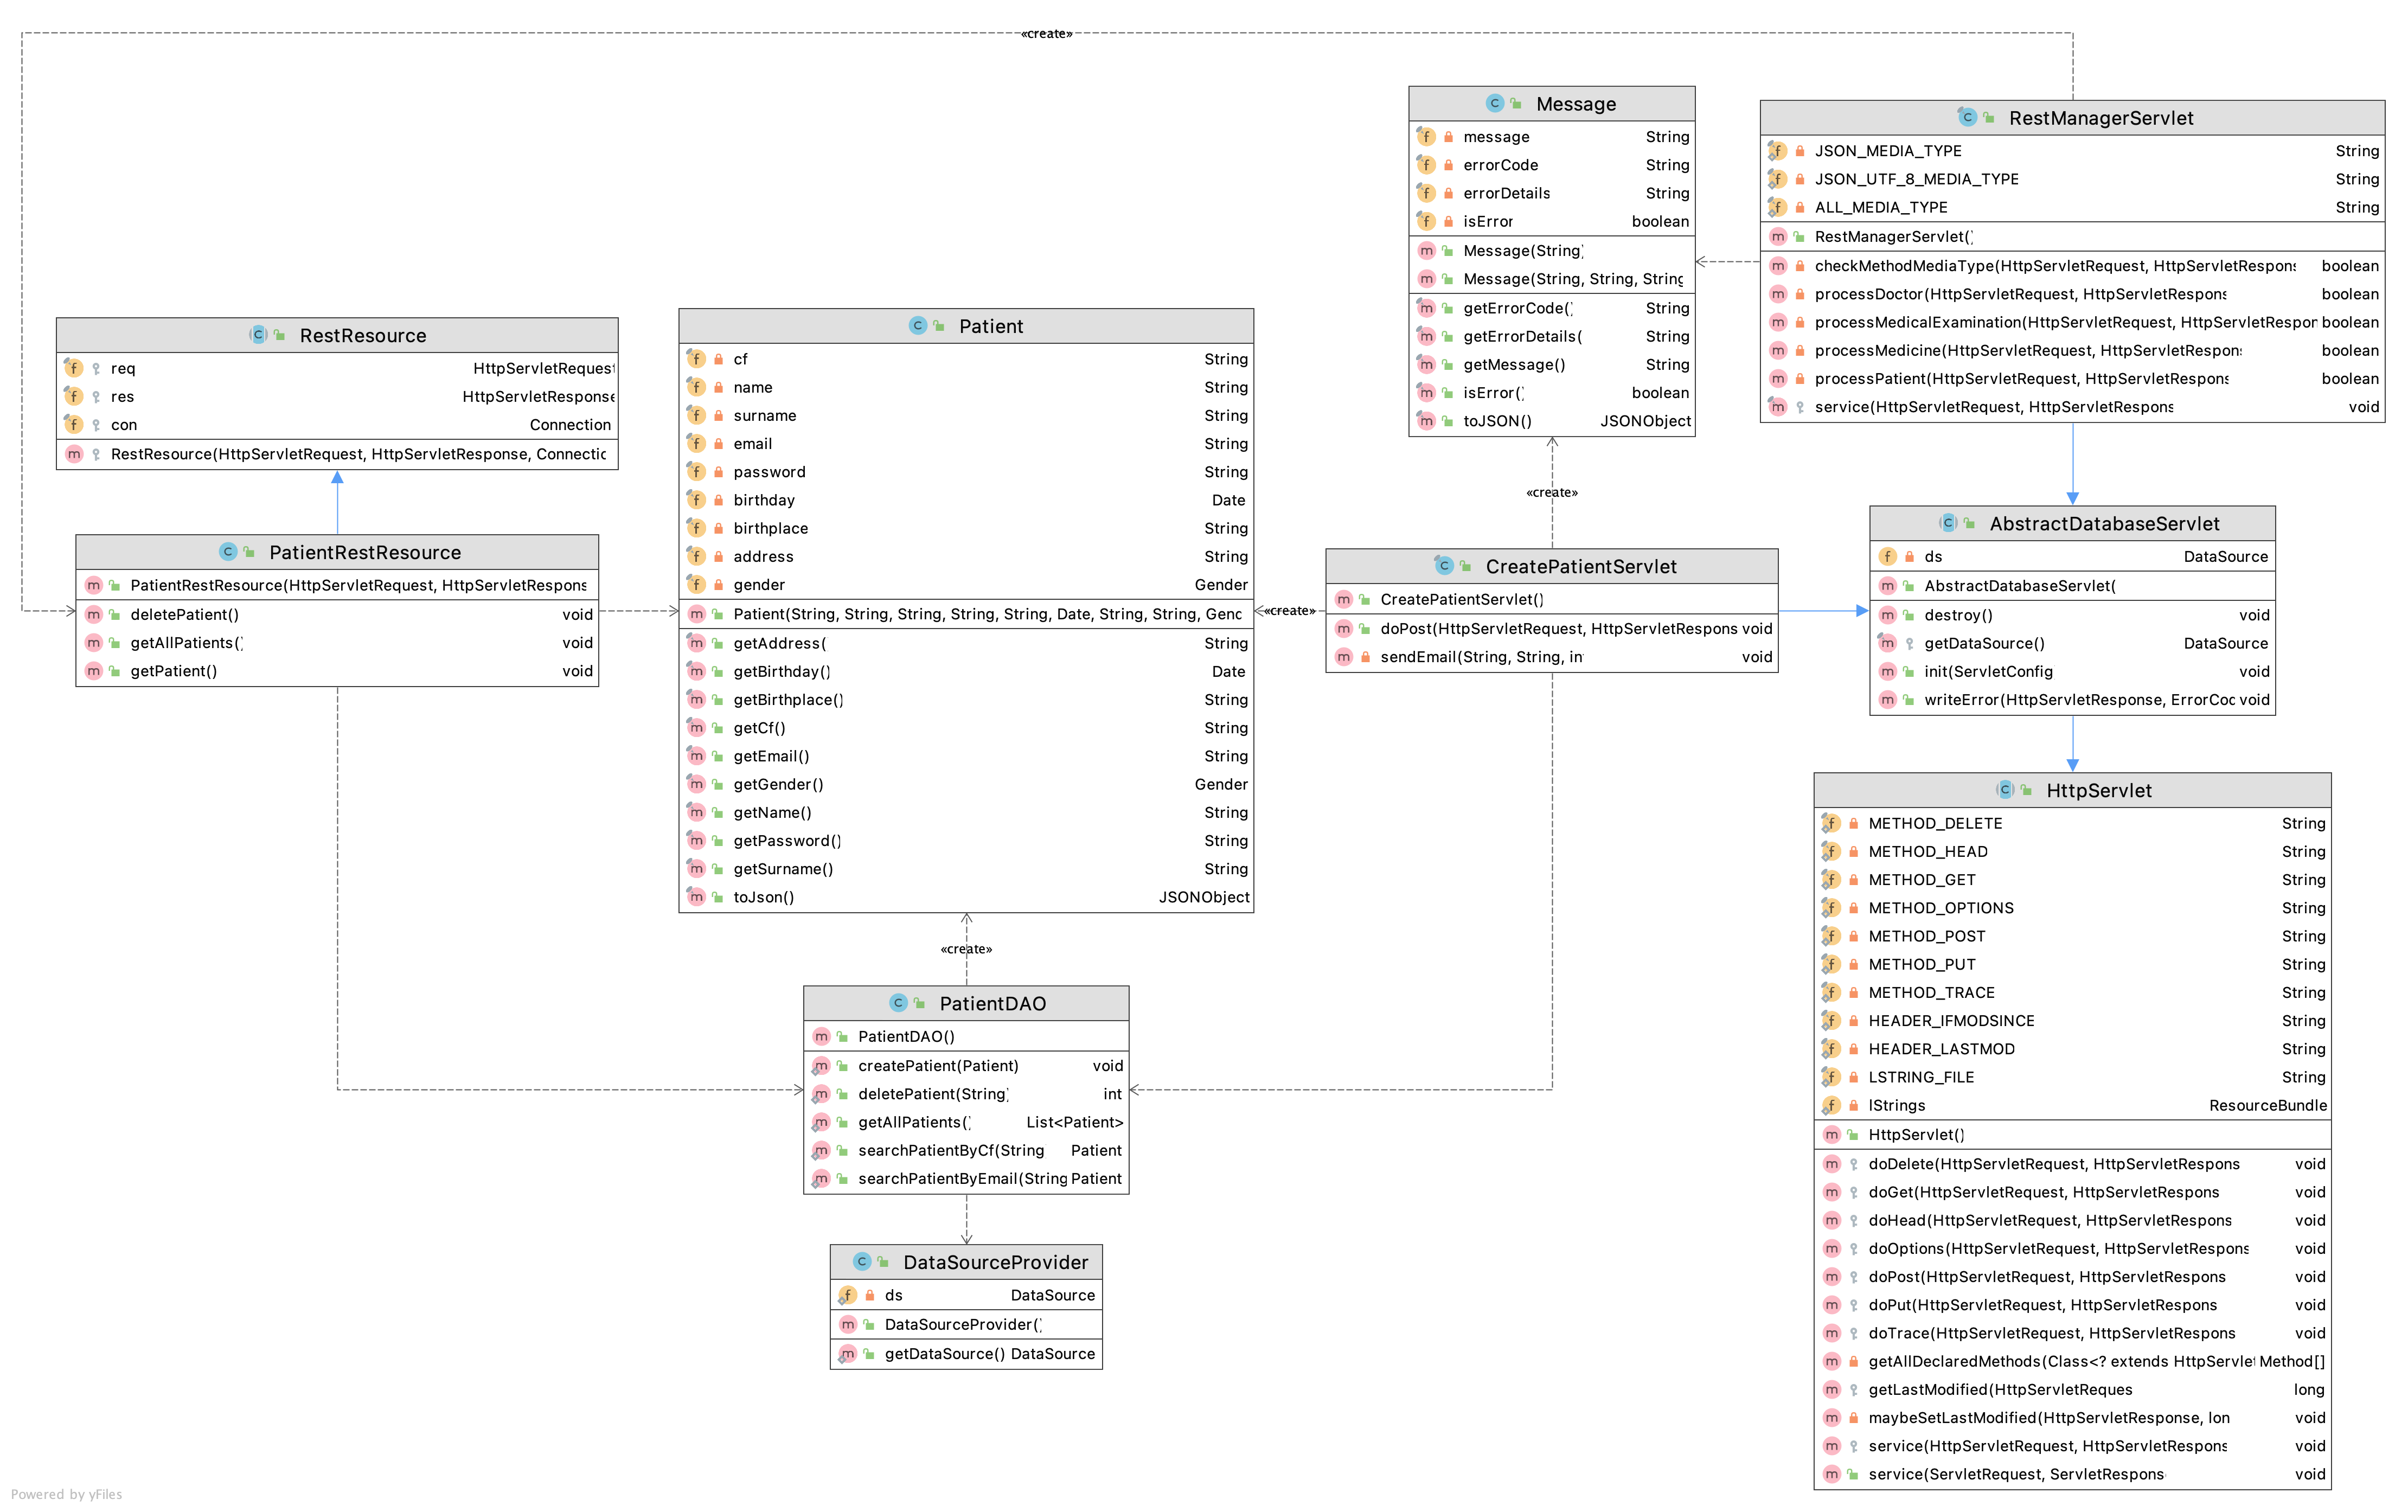 «create»
Message
message String
errorCode String
errorDetails String
isError boolean
Message(String)
Message(String, String, String
getErrorCode() String
getErrorDetails( String
getMessage() String
isError() boolean
toJSON() JSONObject
RestManagerServlet
JSON_MEDIA_TYPE String
JSON_UTF_8_MEDIA_TYPE String
ALL_MEDIA_TYPE String
RestManagerServlet()
checkMethodMediaType(HttpServletRequest, HttpServletRespons boolean
processDoctor(HttpServletRequest, HttpServletRespons boolean
processMedicalExamination(HttpServletRequest, HttpServletRespon boolean
processMedicine(HttpServletRequest, HttpServletRespons boolean
processPatient(HttpServletRequest, HttpServletRespons boolean
service(HttpServletRequest, HttpServletRespons void
RestResource
req HttpServletRequest
res HttpServletResponse
con Connection
RestResource(HttpServletRequest, HttpServletResponse, Connectic
Patient
cf String
name String
surname String
email String
password String
birthday Date
birthplace String
address String
gender Gender
Patient(String, String, String, String, String, Date, String, String, Genc
getAddress( String
getBirthday() Date
getBirthplace() String
getCf() String
getEmail() String
getGender() Gender
getName() String
getPassword() String
getSurname() String
toJson() JSONObject
PatientRestResource
PatientRestResource(HttpServletRequest, HttpServletRespons
deletePatient() void
getAllPatients() void
getPatient() void
«create»
«create»
CreatePatientServlet
CreatePatientServlet()
doPost(HttpServletRequest, HttpServletRespons void
sendEmail(String, String, in void
AbstractDatabaseServlet
ds DataSource
AbstractDatabaseServlet(
destroy() void
getDataSource() DataSource
init(ServletConfig void
writeError(HttpServletResponse, ErrorCoc void
HttpServlet
METHOD_DELETE String
METHOD_HEAD String
METHOD_GET String
METHOD_OPTIONS String
METHOD_POST String
METHOD_PUT String
METHOD_TRACE String
HEADER_IFMODSINCE String
HEADER_LASTMOD String
LSTRING_FILE String
lStrings ResourceBundle
HttpServlet()
doDelete(HttpServletRequest, HttpServletRespons void
doGet(HttpServletRequest, HttpServletRespons void
doHead(HttpServletRequest, HttpServletRespons void
doOptions(HttpServletRequest, HttpServletRespons void
doPost(HttpServletRequest, HttpServletRespons void
doPut(HttpServletRequest, HttpServletRespons void
doTrace(HttpServletRequest, HttpServletRespons void
getAllDeclaredMethods(Class<? extends HttpServlet Method[]
getLastModified(HttpServletReques long
maybeSetLastModified(HttpServletResponse, lon void
service(HttpServletRequest, HttpServletRespons void
service(ServletRequest, ServletRespons void
«create»
PatientDAO
PatientDAO()
createPatient(Patient) void
deletePatient(String) int
getAllPatients() List<Patient>
searchPatientByCf(String Patient
searchPatientByEmail(String Patient
DataSourceProvider
ds DataSource
DataSourceProvider()
getDataSource() DataSource
Powered by yFiles